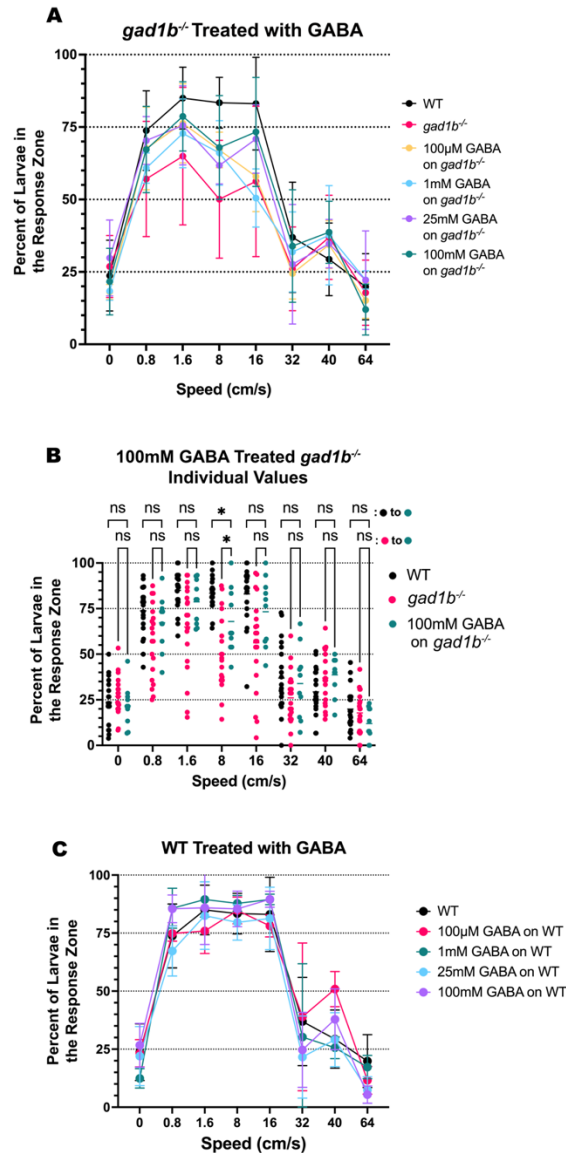 A
gad1b-/- Treated with GABA
Percent of Larvae in
the Response Zone
100
75
50
25
0
0 0.8 1.6 8 16 32 40 64
Speed (cm/s)
WT
gad1b-/-
100µM GABA
on gad1b-/-
1mM GABA
on gad1b-/-
25mM GABA
on gad1b-/-
100mM GABA
on gad1b-/-
B
100mM GABA Treated gad1b-/-
Individual Values
ns ns ns * ns ns ns ns
: ● to ●
ns ns ns * ns ns ns ns
: ● to ●
Percent of Larvae in
the Response Zone
100
75
50
25
0
0 0.8 1.6 8 16 32 40 64
Speed (cm/s)
WT
gad1b-/-
100mM GABA
on gad1b-/-
C
WT Treated with GABA
Percent of Larvae in
the Response Zone
100
75
50
25
0
0 0.8 1.6 8 16 32 40 64
Speed (cm/s)
WT
100µM GABA on WT
1mM GABA on WT
25mM GABA on WT
100mM GABA on WT